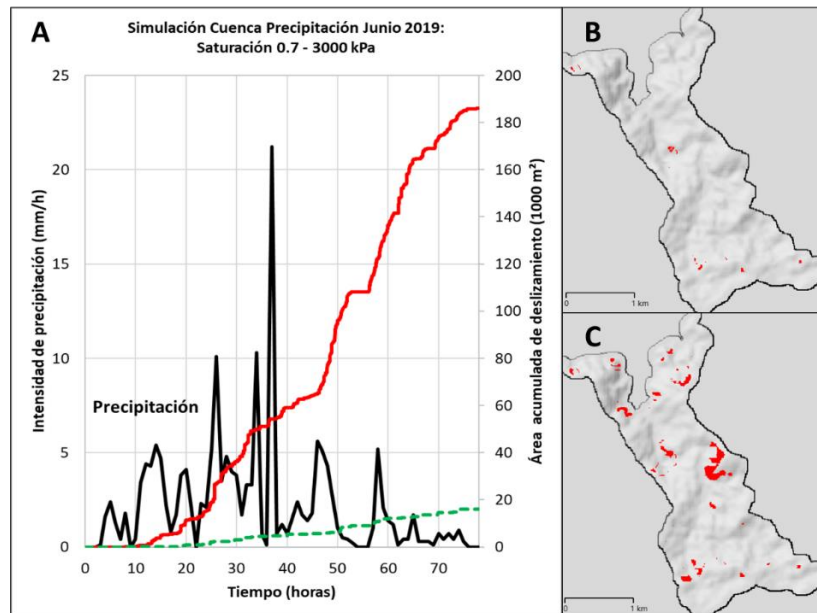 A
Simulación Cuenca Precipitación Junio 2019:
Saturación 0.7 - 3000 kPa
Intensidad de precipitación (mm/h)
25
20
15
10
5
0
Precipitación
200
180
160
140
120
100
80
60
40
20
0
Área acumulada de deslizamiento (1000 m²)
0 10 20 30 40 50 60 70
Tiempo (horas)
B
0 1 km
C
0 1 km